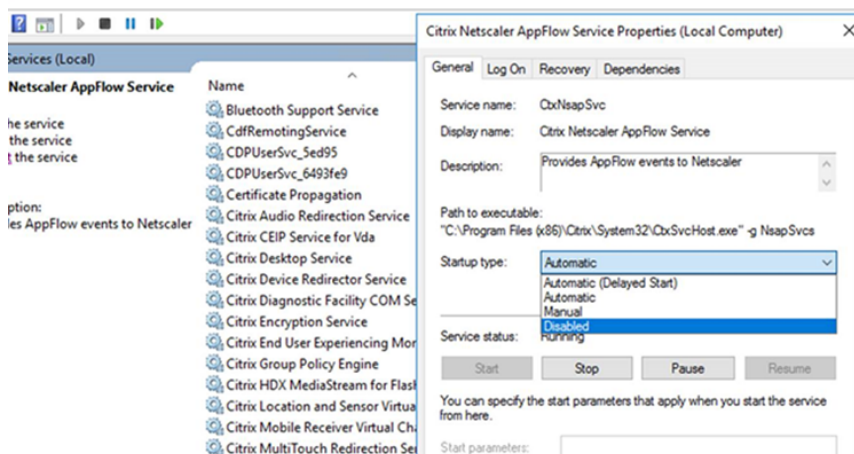 Services (Local)
Netscaler AppFlow Service
he service
the service
the service
ption:
les AppFlow events to Netscaler
Name
Bluetooth Support Service
CdfRemotingService
CDPUserSvc_5ed95
CDPUserSvc_6493fe9
Certificate Propagation
Citrix Audio Redirection Service
Citrix CEIP Service for Vda
Citrix Desktop Service
Citrix Device Redirector Service
Citrix Diagnostic Facility COM Se
Citrix Encryption Service
Citrix End User Experiencing Mor
Citrix Group Policy Engine
Citrix HDX MediaStream for Flash
Citrix Location and Sensor Virtua
Citrix Mobile Receiver Virtual Cha
Citrix MultiTouch Redirection Ser
Citrix Netscaler AppFlow Service Properties (Local Computer)
General Log On Recovery Dependencies
Service name: CtxNsapSvc
Display name: Citrix Netscaler AppFlow Service
Description: Provides AppFlow events to Netscaler
Path to executable:
"C:\Program Files (x86)\Citrix\System32\CtxSvcHost.exe" -g NsapSvcs
Startup type: Automatic
Automatic (Delayed Start)
Automatic
Manual
Disabled
Service status: Running
Start Stop Pause Resume
You can specify the start parameters that apply when you start the service
from here.
Start parameters: